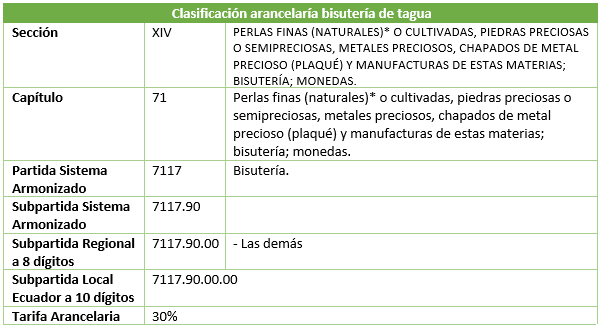 Clasificación arancelaría bisutería de tagua
Sección XIV PERLAS FINAS (NATURALES)* O CULTIVADAS, PIEDRAS PRECIOSAS
O SEMIPRECIOSAS, METALES PRECIOSOS, CHAPADOS DE METAL
PRECIOSO (PLAQUÉ) Y MANUFACTURAS DE ESTAS MATERIAS;
BISUTERÍA; MONEDAS.
Capítulo 71 Perlas finas (naturales)* o cultivadas, piedras preciosas o
semipreciosas, metales preciosos, chapados de metal
precioso (plaqué) y manufacturas de estas materias;
bisutería; monedas.
Partida Sistema 7117 Bisutería.
Armonizado
Subpartida Sistema 7117.90
Armonizado
Subpartida Regional 7117.90.00 - Las demás
a 8 dígitos
Subpartida Local 7117.90.00.00
Ecuador a 10 dígitos
Tarifa Arancelaria 30%